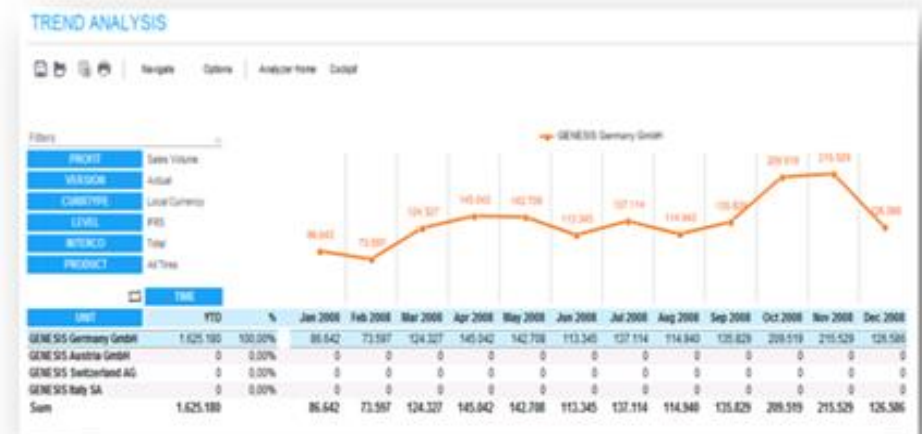 TREND ANALYSIS
Navigate Options Analyzer Home Cockpit
Filters
GENESIS Germany GmbH
PROFIT Sales Volume
VERSION Actual
CURRTYPE Local Currency
LEVEL IFRS
INTERCO Total
PRODUCT All Tires
86.642 73.597 124.327 145.042 142.708 113.345 137.114 114.940 135.829 209.519 215.529 126.586
TIME
UNIT YTD % Jan 2008 Feb 2008 Mar 2008 Apr 2008 May 2008 Jun 2008 Jul 2008 Aug 2008 Sep 2008 Oct 2008 Nov 2008 Dec 2008
GENESIS Germany GmbH 1.625.180 100,00% 86.642 73.597 124.327 145.042 142.708 113.345 137.114 114.940 135.829 209.519 215.529 126.586
GENESIS Austria GmbH 0 0,00% 0 0 0 0 0 0 0 0 0 0 0 0
GENESIS Switzerland AG 0 0,00% 0 0 0 0 0 0 0 0 0 0 0 0
GENESIS Italy SA 0 0,00% 0 0 0 0 0 0 0 0 0 0 0 0
Sum 1.625.180 86.642 73.597 124.327 145.042 142.708 113.345 137.114 114.940 135.829 209.519 215.529 126.586